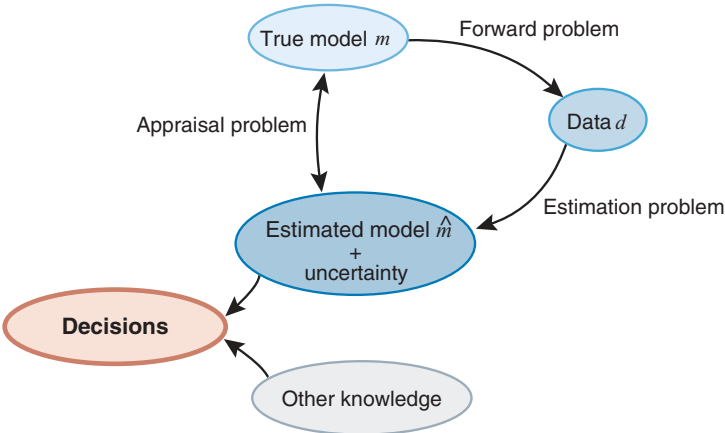 True model m
Forward problem
Appraisal problem
Data d
Estimation problem
Estimated model m̂
+
uncertainty
Decisions
Other knowledge